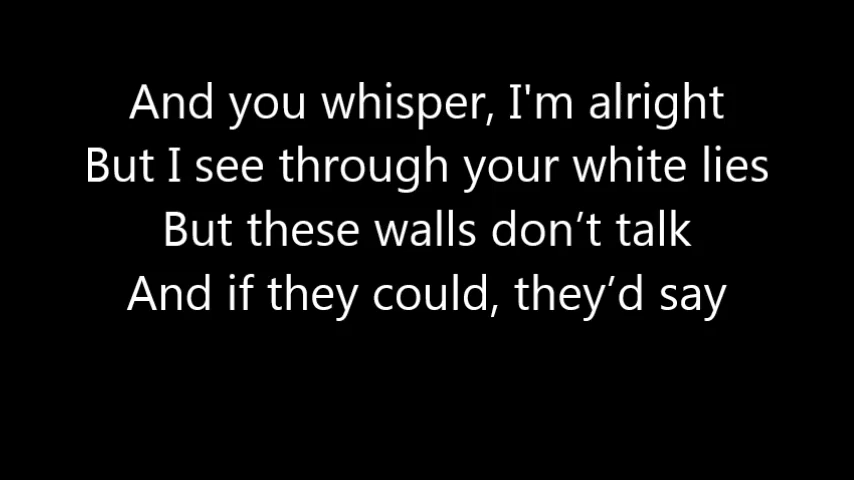 And you whisper, I'm alright
But I see through your white lies
But these walls don’t talk
And if they could, they’d say